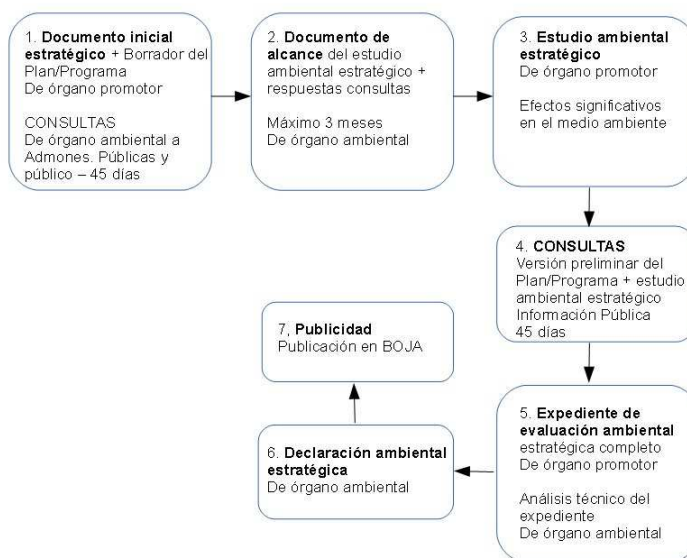 1. Documento inicial
estratégico + Borrador del
Plan/Programa
De órgano promotor
CONSULTAS
De órgano ambiental a
Admones. Públicas y
público – 45 días
2. Documento de
alcance del estudio
ambiental estratégico +
respuestas consultas
Máximo 3 meses
De órgano ambiental
3. Estudio ambiental
estratégico
De órgano promotor
Efectos significativos
en el medio ambiente
4. CONSULTAS
Versión preliminar del
Plan/Programa + estudio
ambiental estratégico
Información Pública
45 días
5. Expediente de
evaluación ambiental
estratégica completo
De órgano promotor
Análisis técnico del
expediente
De órgano ambiental
6. Declaración ambiental
estratégica
De órgano ambiental
7, Publicidad
Publicación en BOJA